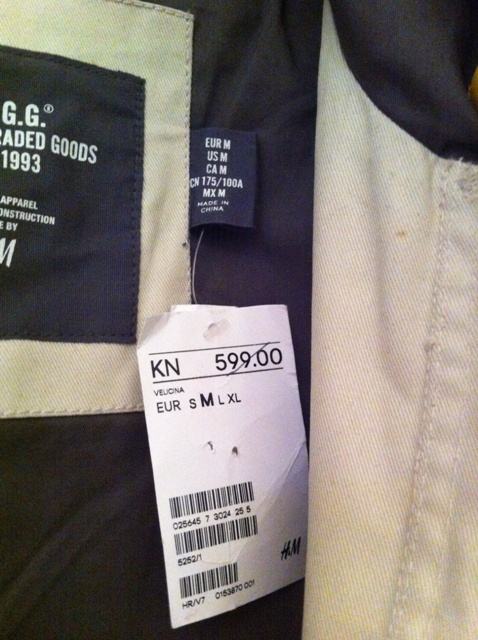 .G.G.®
RADED GOODS
1993
APPAREL
ONSTRUCTION
E BY
M
EUR M
US M
CA M
CN 175/100A
MX M
MADE IN
CHINA
KN 599.00
VELICINA
EUR S M L XL
025645 7 3024 25 5
5252/1
H&M
HR/V7 0153870 001